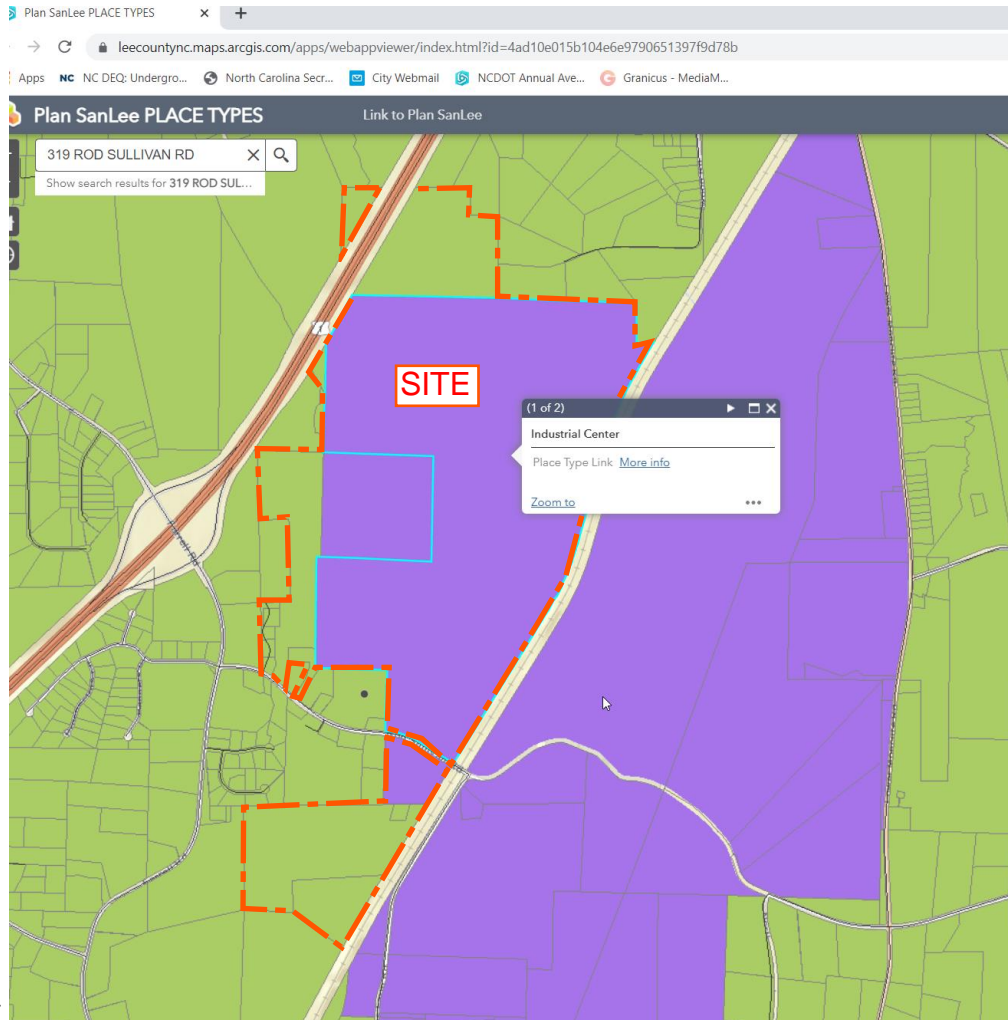 Plan SanLee PLACE TYPES
leecountync.maps.arcgis.com/apps/webappviewer/index.html?id=4ad10e015b104e6e9790651397f9d78b
Apps NC NC DEQ: Undergro... North Carolina Secr... City Webmail NCDOT Annual Ave... Granicus - MediaM...
Plan SanLee PLACE TYPES Link to Plan SanLee
319 ROD SULLIVAN RD
Show search results for 319 ROD SUL...
1
SITE
(1 of 2)
Industrial Center
Place Type Link More info
Zoom to